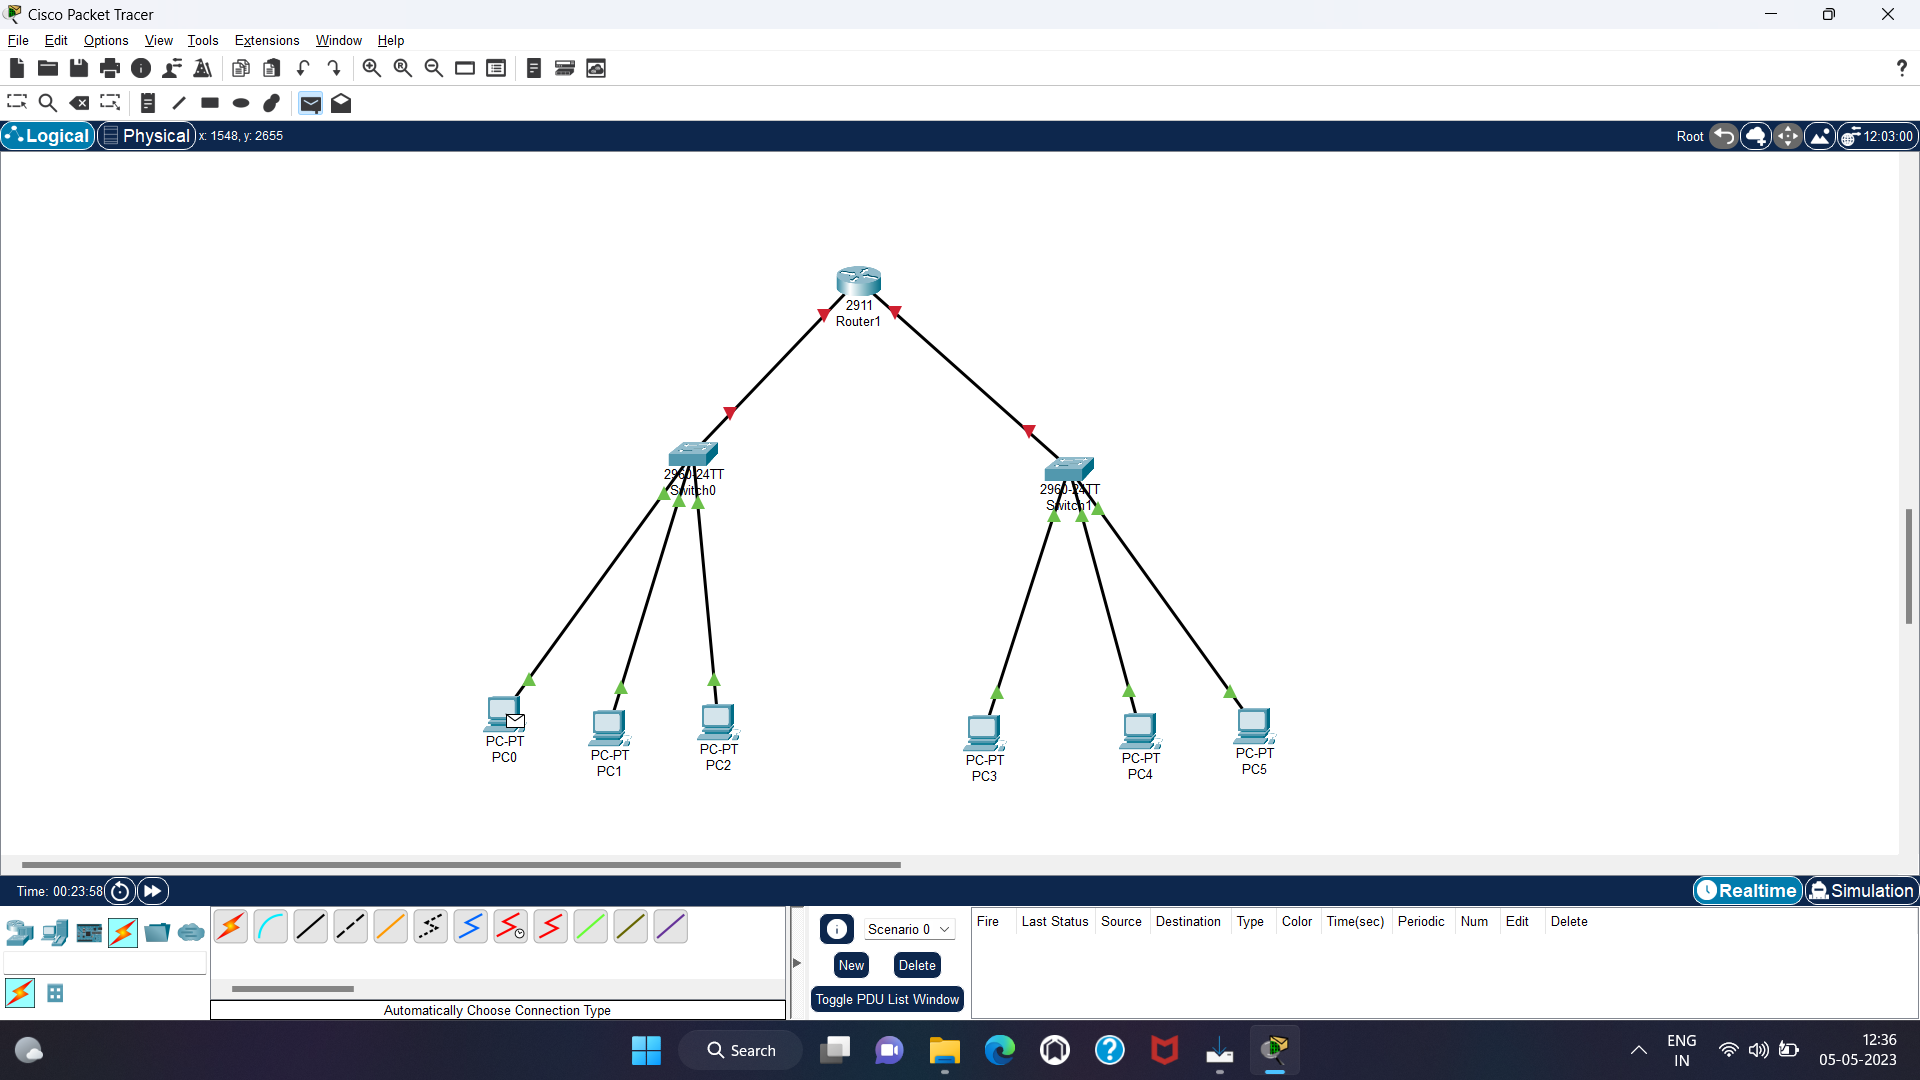 Cisco Packet Tracer
File Edit Options View Tools Extensions Window Help
?
Logical Physical x: 1548, y: 2655 Root 12:03:00
2911
Router1
2960-24TT
Switch0
2960-24TT
Switch1
PC-PT
PC0
PC-PT
PC1
PC-PT
PC2
PC-PT
PC3
PC-PT
PC4
PC-PT
PC5
Time: 00:23:58 Realtime Simulation
Scenario 0
New Delete
Toggle PDU List Window
Fire Last Status Source Destination Type Color Time(sec) Periodic Num Edit Delete
Automatically Choose Connection Type
Search
ENG
IN
12:36
05-05-2023